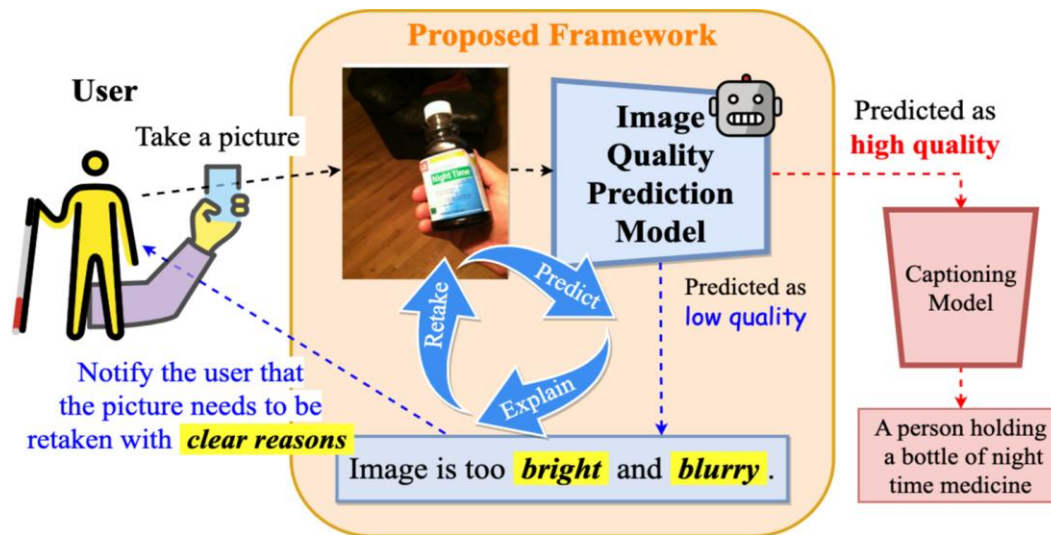 Proposed Framework
User
Take a picture
Night Time
Image
Quality
Prediction
Model
Predicted as
high quality
Captioning
Model
A person holding
a bottle of night
time medicine
Predicted as
low quality
Predict
Explain
Retake
Notify the user that
the picture needs to be
retaken with clear reasons
Image is too bright and blurry.